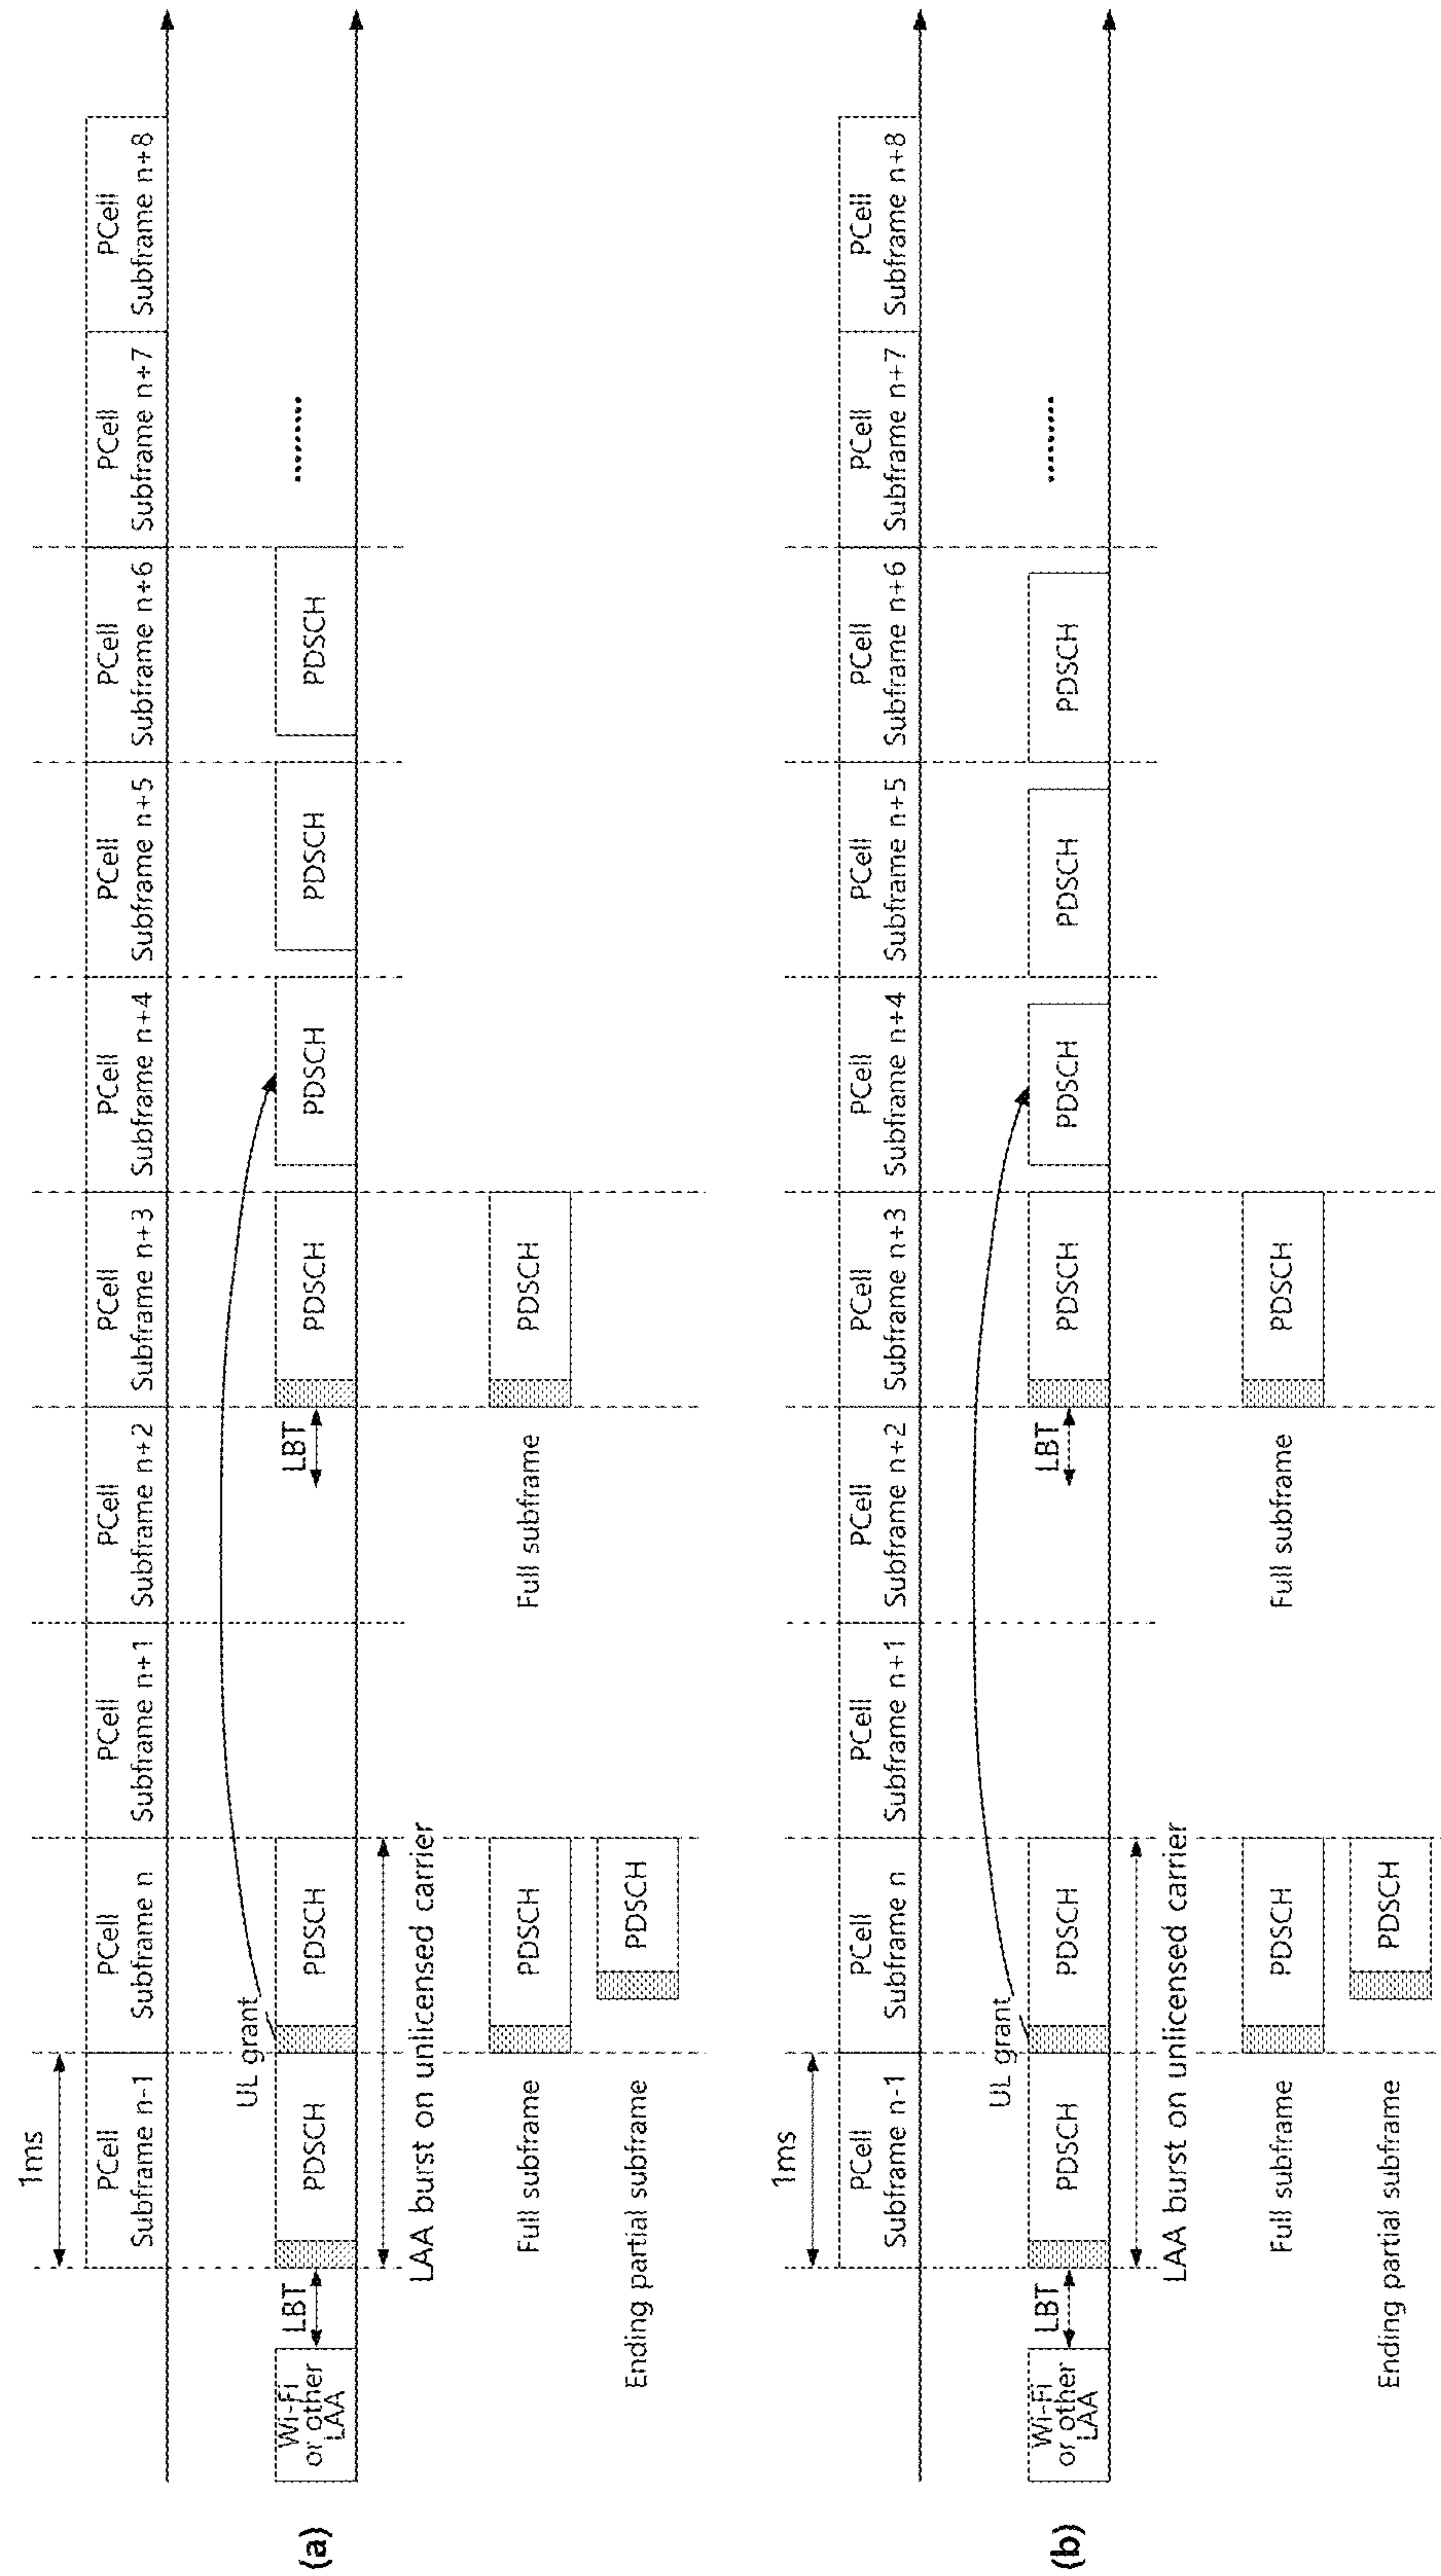 (a)
1ms
PCell
Subframe n-1
PCell
Subframe n
PCell
Subframe n+1
PCell
Subframe n+2
PCell
Subframe n+3
PCell
Subframe n+4
PCell
Subframe n+5
PCell
Subframe n+6
PCell
Subframe n+7
PCell
Subframe n+8
UL grant
Wi-Fi
or other
LAA
LBT
PDSCH
PDSCH
LBT
PDSCH
PDSCH
PDSCH
PDSCH
........
LAA burst on unlicensed carrier
Full subframe
PDSCH
Full subframe
PDSCH
Ending partial subframe
PDSCH
(b)
1ms
PCell
Subframe n-1
PCell
Subframe n
PCell
Subframe n+1
PCell
Subframe n+2
PCell
Subframe n+3
PCell
Subframe n+4
PCell
Subframe n+5
PCell
Subframe n+6
PCell
Subframe n+7
PCell
Subframe n+8
UL grant
Wi-Fi
or other
LAA
LBT
PDSCH
PDSCH
LBT
PDSCH
PDSCH
PDSCH
PDSCH
........
LAA burst on unlicensed carrier
Full subframe
PDSCH
Full subframe
PDSCH
Ending partial subframe
PDSCH